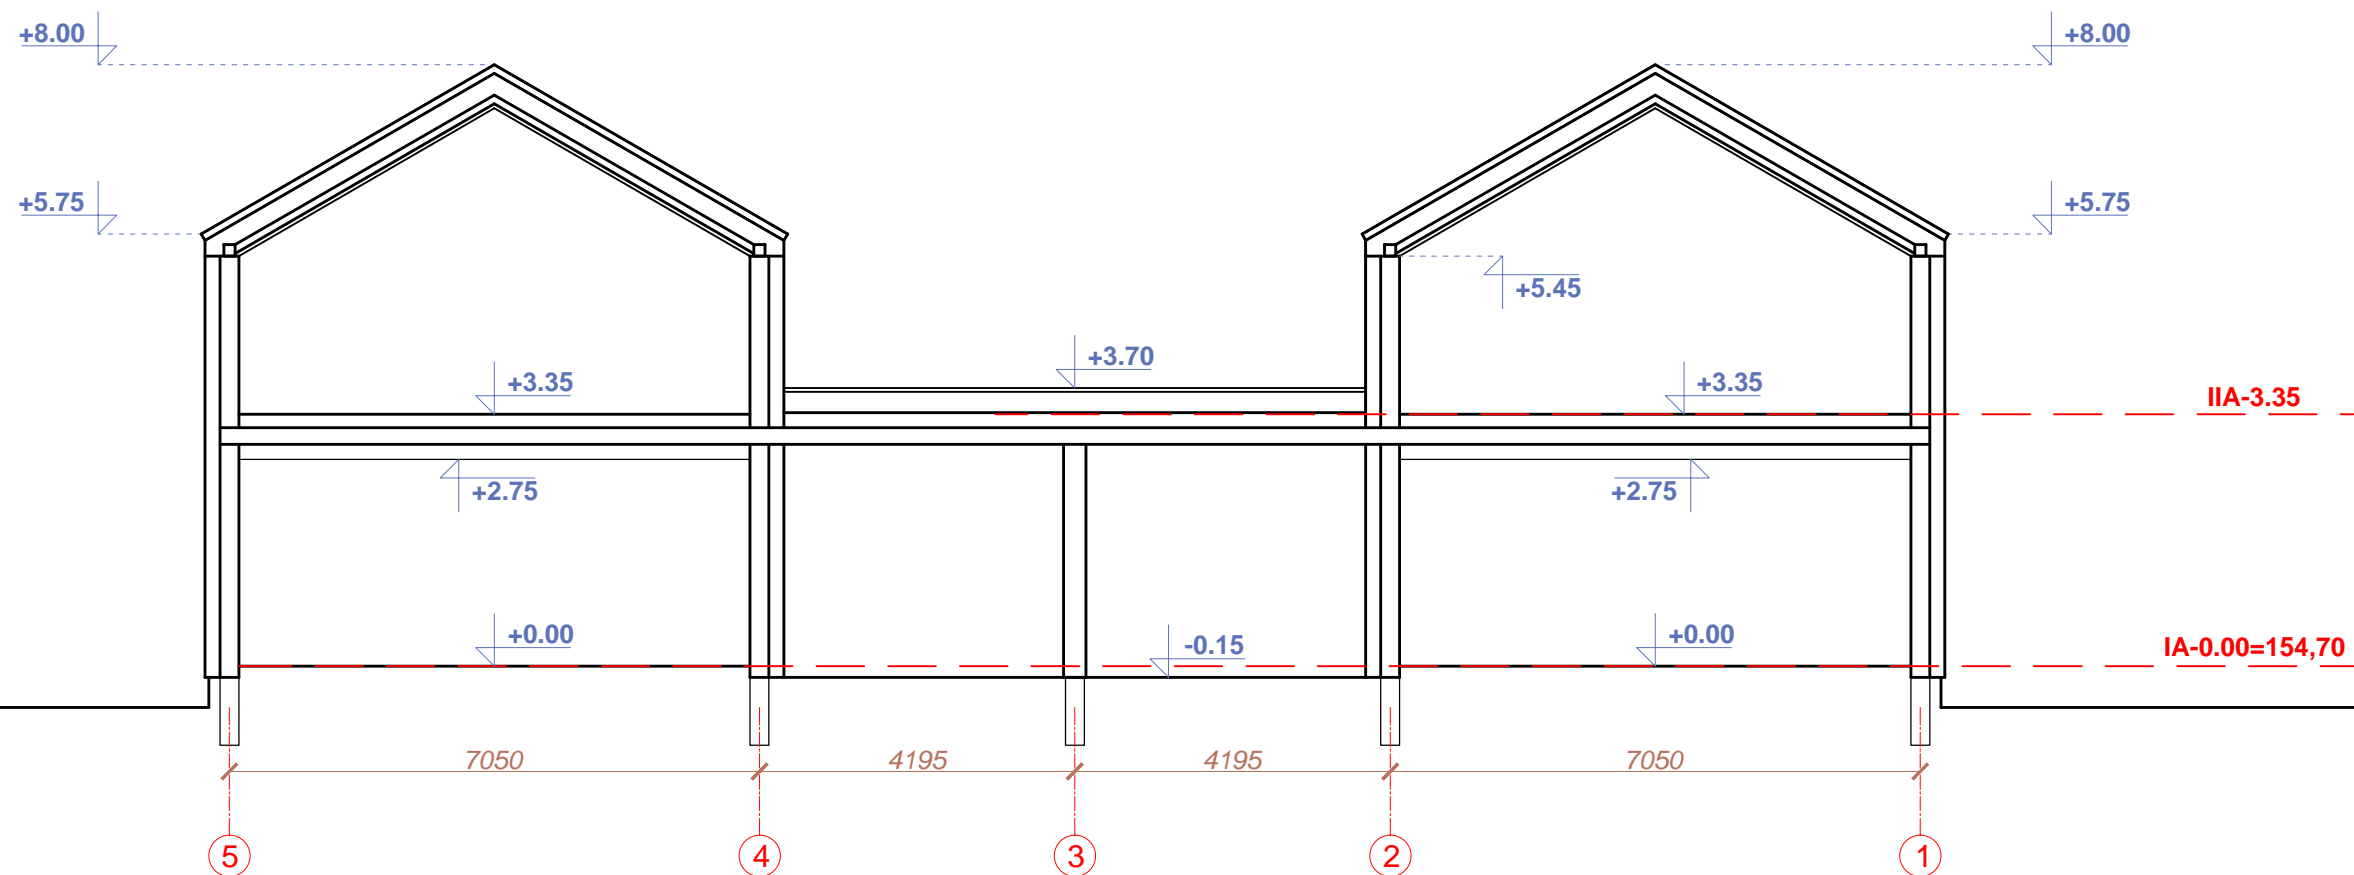 +8.00 +8.00
+5.75 +5.75
+5.45
+3.70
+3.35 +3.35
IIA-3.35
+2.75 +2.75
+0.00 -0.15 +0.00
IA-0.00=154,70
7050 4195 4195 7050
5 4 3 2 1